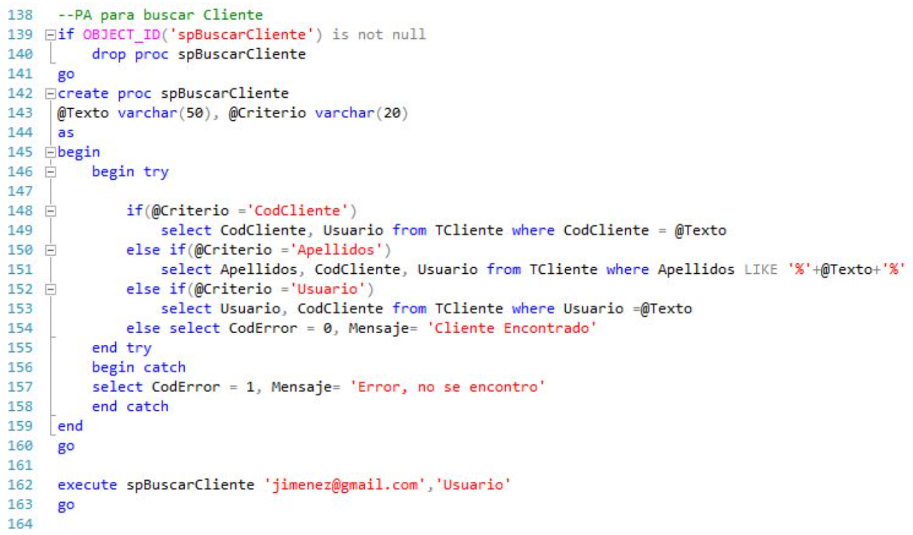 138 --PA para buscar Cliente
139 if OBJECT_ID('spBuscarCliente') is not null
140 drop proc spBuscarCliente
141 go
142 create proc spBuscarCliente
143 @Texto varchar(50), @Criterio varchar(20)
144 as
145 begin
146 begin try
147
148 if(@Criterio ='CodCliente')
149 select CodCliente, Usuario from TCliente where CodCliente = @Texto
150 else if(@Criterio ='Apellidos')
151 select Apellidos, CodCliente, Usuario from TCliente where Apellidos LIKE '%'+@Texto+'%'
152 else if(@Criterio ='Usuario')
153 select Usuario, CodCliente from TCliente where Usuario =@Texto
154 else select CodError = 0, Mensaje= 'Cliente Encontrado'
155 end try
156 begin catch
157 select CodError = 1, Mensaje= 'Error, no se encontro'
158 end catch
159 end
160 go
161
162 execute spBuscarCliente 'jimenez@gmail.com','Usuario'
163 go
164